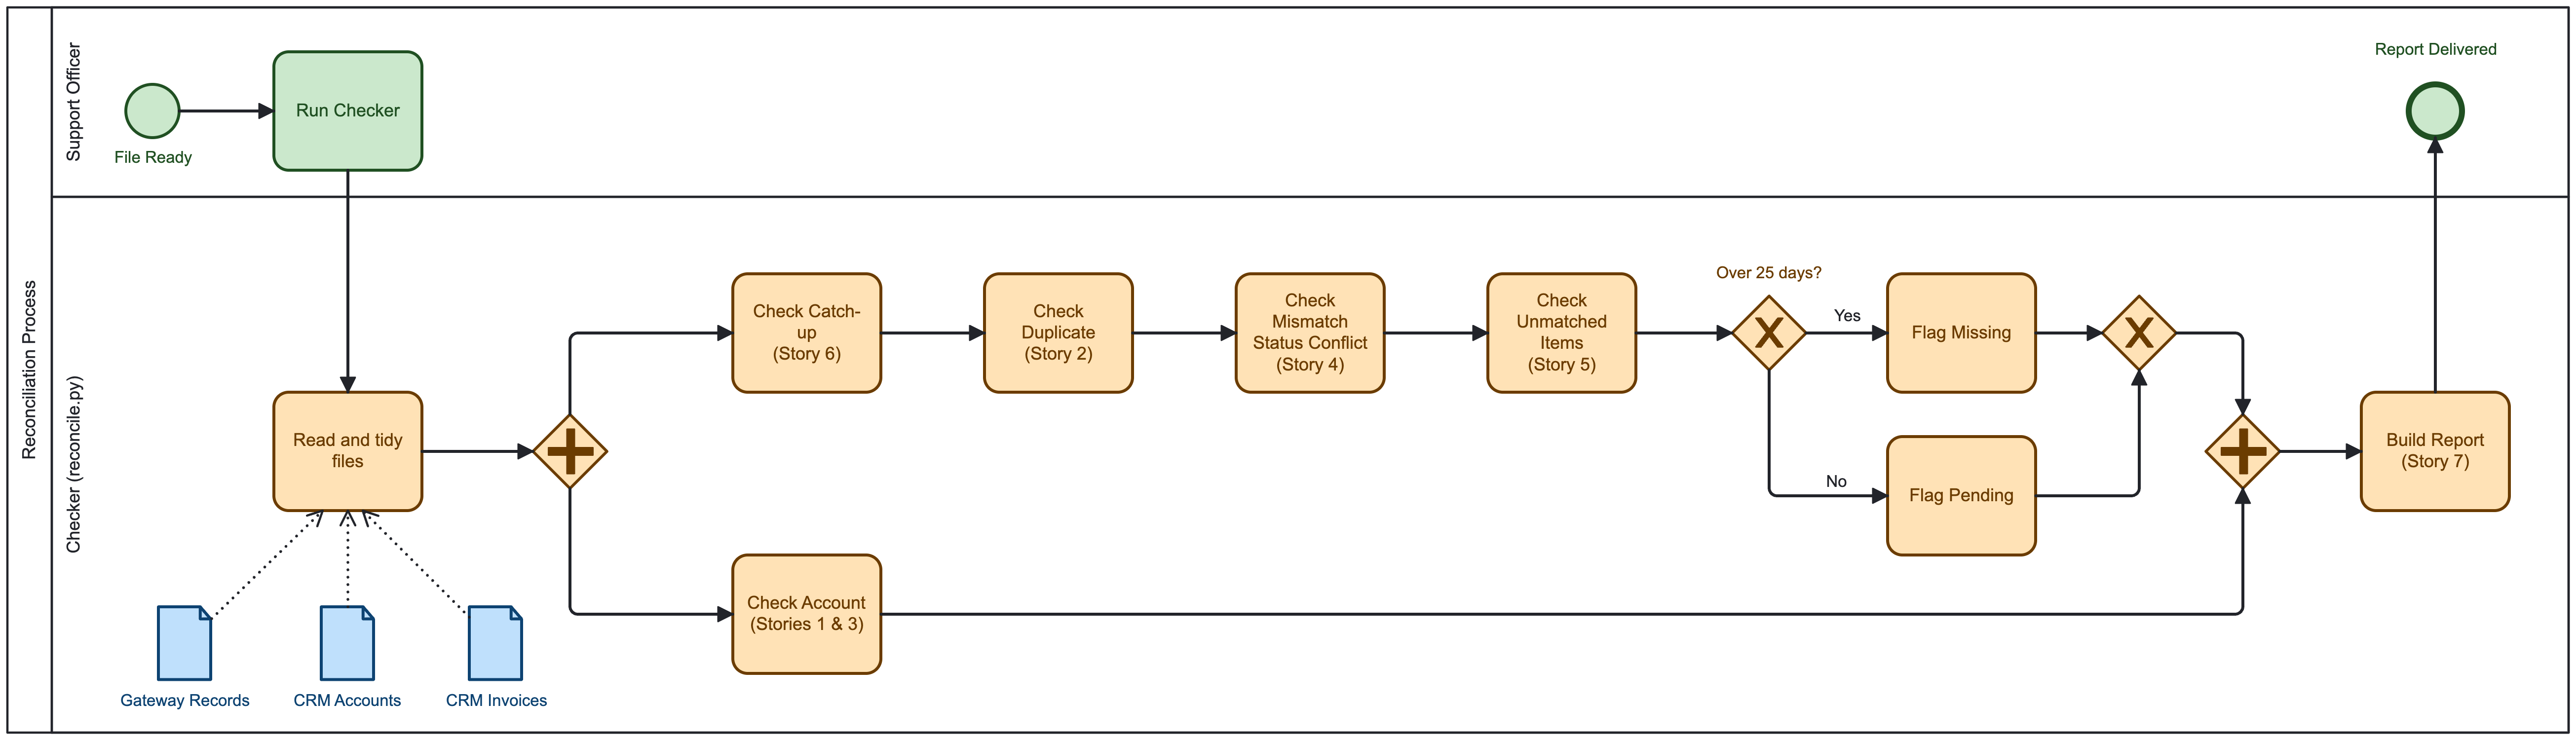 Reconciliation Process
Support Officer
File Ready
Run Checker
Report Delivered
Checker (reconcile.py)
Read and tidy
files
Gateway Records
CRM Accounts
CRM Invoices
Check Catch-
up
(Story 6)
Check
Duplicate
(Story 2)
Check
Mismatch
Status Conflict
(Story 4)
Check
Unmatched
Items
(Story 5)
Over 25 days?
X
Yes
Flag Missing
No
Flag Pending
X
Check Account
(Stories 1 & 3)
Build Report
(Story 7)